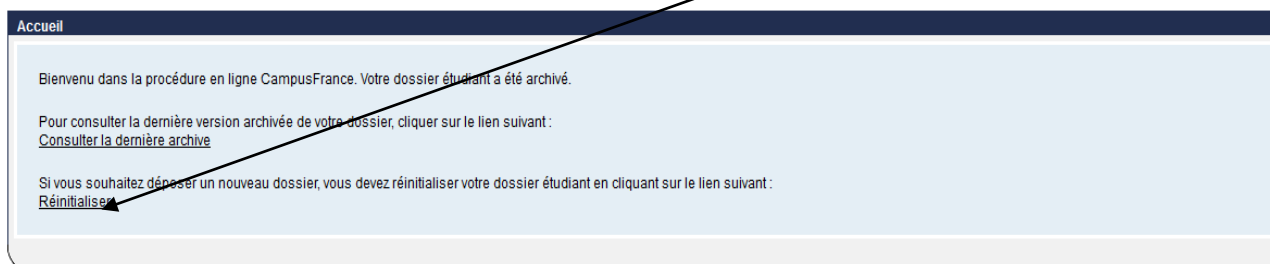 Accueil
Bienvenu dans la procédure en ligne CampusFrance. Votre dossier étudiant a été archivé.
Pour consulter la dernière version archivée de votre dossier, cliquer sur le lien suivant :
Consulter la dernière archive
Si vous souhaitez déposer un nouveau dossier, vous devez réinitialiser votre dossier étudiant en cliquant sur le lien suivant :
Réinitialiser